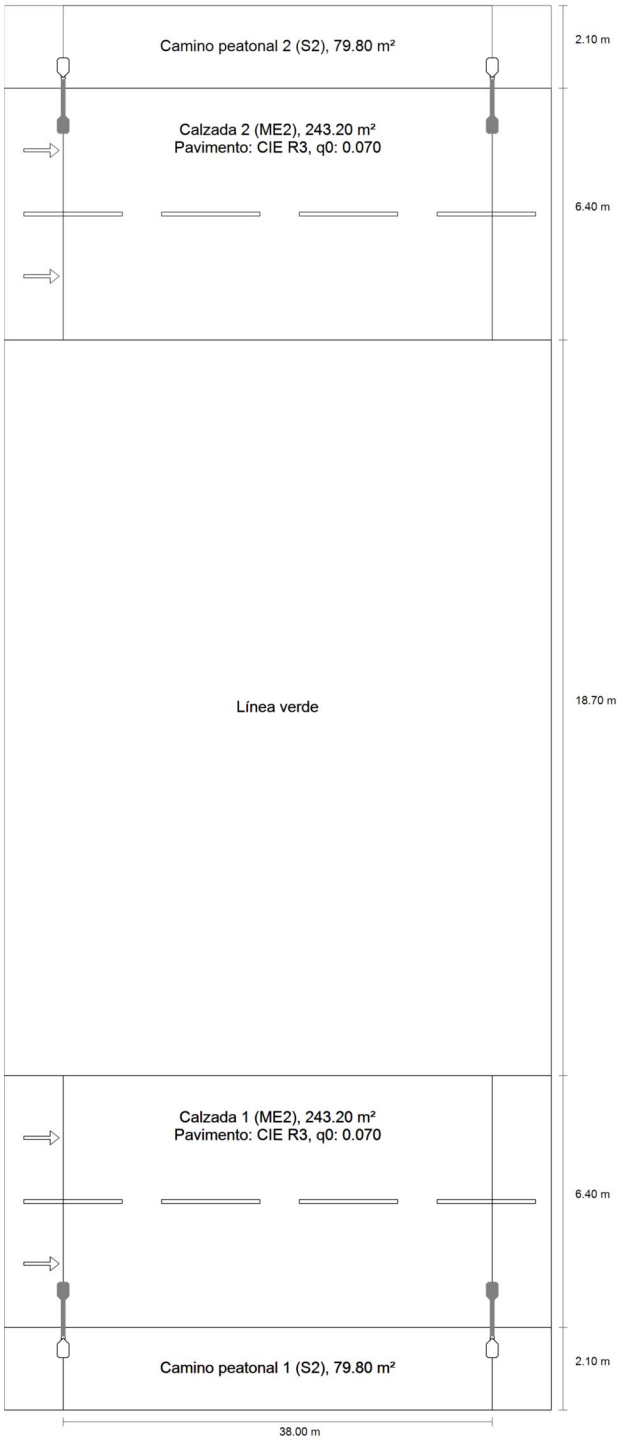 Camino peatonal 2 (S2), 79.80 m²
2.10 m
Calzada 2 (ME2), 243.20 m²
Pavimento: CIE R3, q0: 0.070
6.40 m
Línea verde
18.70 m
Calzada 1 (ME2), 243.20 m²
Pavimento: CIE R3, q0: 0.070
6.40 m
Camino peatonal 1 (S2), 79.80 m²
2.10 m
38.00 m